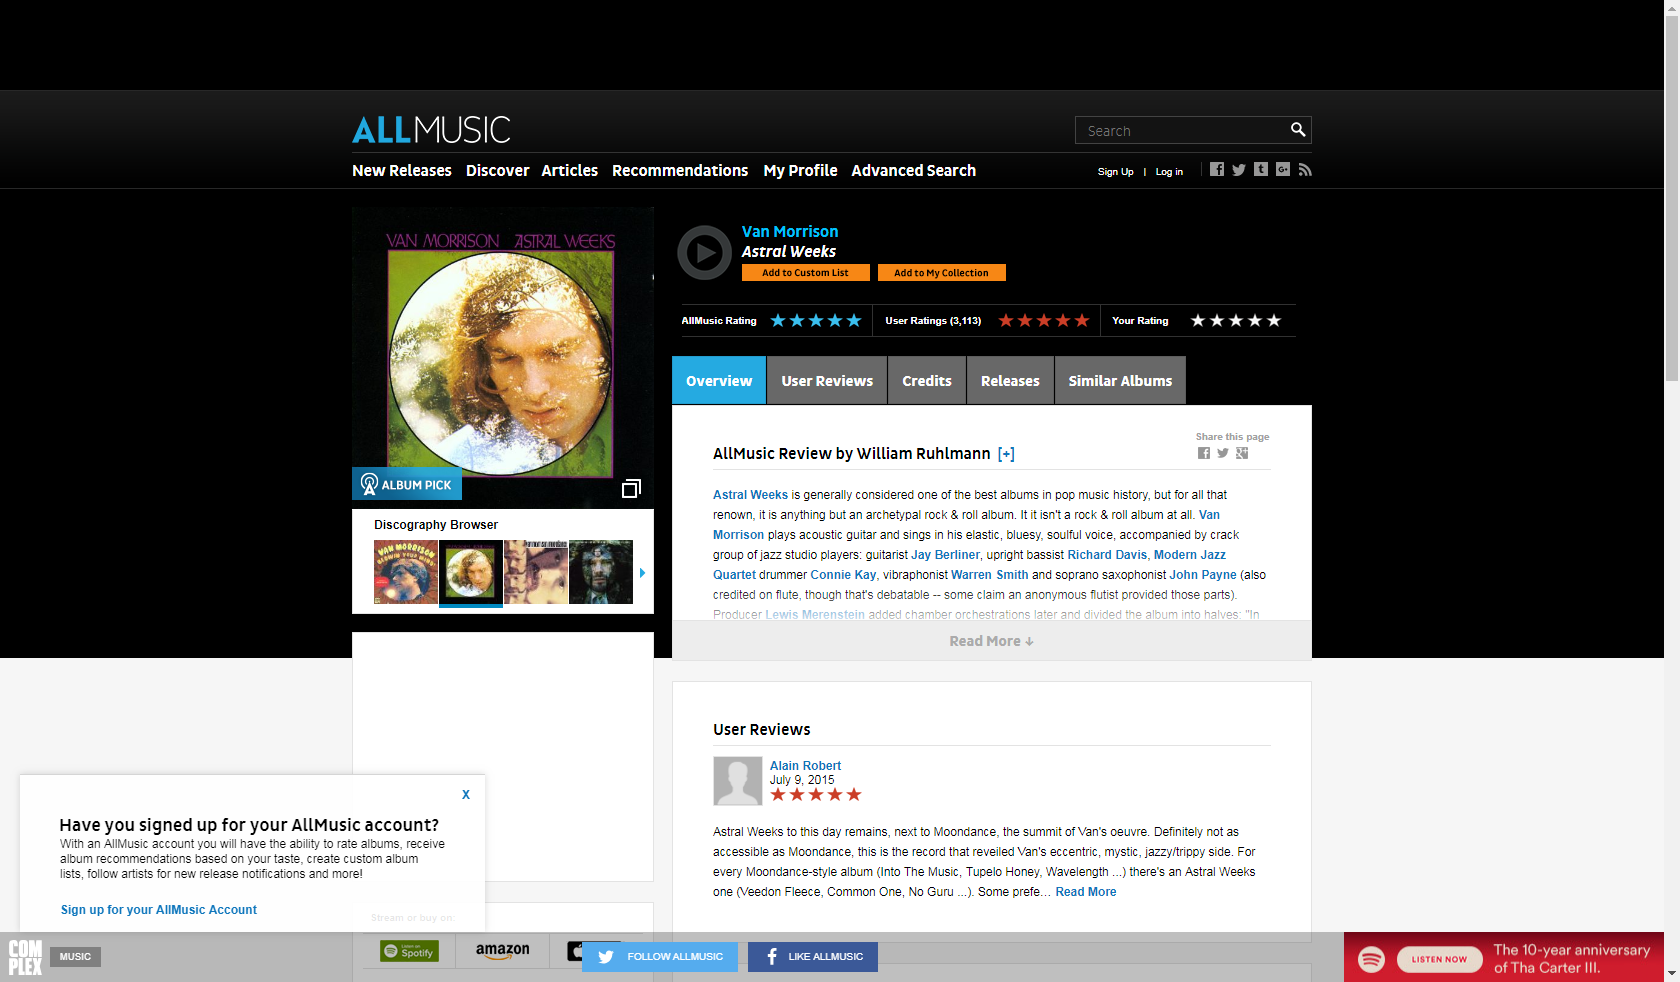 ALLMUSIC
Search
New Releases Discover Articles Recommendations My Profile Advanced Search
Sign Up | Log in
VAN MORRISON ASTRAL WEEKS
ALBUM PICK
Van Morrison
Astral Weeks
Add to Custom List Add to My Collection
AllMusic Rating User Ratings (3,113) Your Rating
Overview User Reviews Credits Releases Similar Albums
Share this page
AllMusic Review by William Ruhlmann [+]
Astral Weeks is generally considered one of the best albums in pop music history, but for all that
renown, it is anything but an archetypal rock & roll album. It it isn't a rock & roll album at all. Van
Morrison plays acoustic guitar and sings in his elastic, bluesy, soulful voice, accompanied by crack
group of jazz studio players: guitarist Jay Berliner, upright bassist Richard Davis, Modern Jazz
Quartet drummer Connie Kay, vibraphonist Warren Smith and soprano saxophonist John Payne (also
credited on flute, though that's debatable -- some claim an anonymous flutist provided those parts).
Producer Lewis Merenstein added chamber orchestrations later and divided the album into halves: "In
Read More ↓
Discography Browser
VAN MORRISON
User Reviews
Alain Robert
July 9, 2015
Astral Weeks to this day remains, next to Moondance, the summit of Van's oeuvre. Definitely not as
accessible as Moondance, this is the record that reveiled Van's eccentric, mystic, jazzy/trippy side. For
every Moondance-style album (Into The Music, Tupelo Honey, Wavelength ...) there's an Astral Weeks
one (Veedon Fleece, Common One, No Guru ...). Some prefe... Read More
X
Have you signed up for your AllMusic account?
With an AllMusic account you will have the ability to rate albums, receive
album recommendations based on your taste, create custom album
lists, follow artists for new release notifications and more!
Sign up for your AllMusic Account
Stream or buy on:
Listen on
Spotify
amazon
COM
PLEX
MUSIC
FOLLOW ALLMUSIC
LIKE ALLMUSIC
LISTEN NOW
The 10-year anniversary
of Tha Carter III.